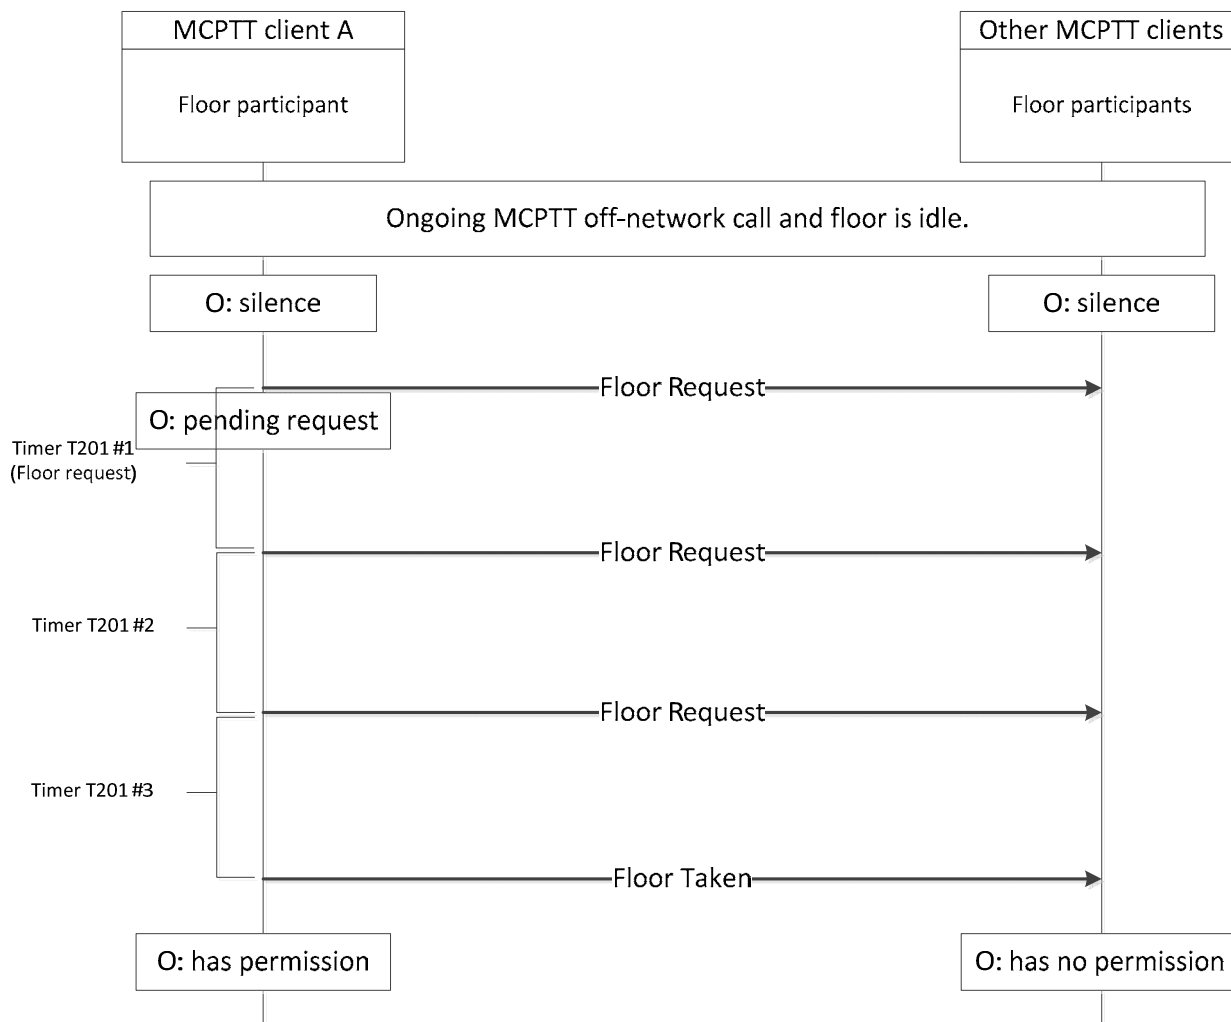 MCPTT client A
Other MCPTT clients
Floor participant
Floor participants
Ongoing MCPTT off-network call and floor is idle.
O: silence
O: silence
Floor Request
O: pending request
Timer T201 #1
(Floor request)
Floor Request
Timer T201 #2
Floor Request
Timer T201 #3
Floor Taken
O: has permission
O: has no permission